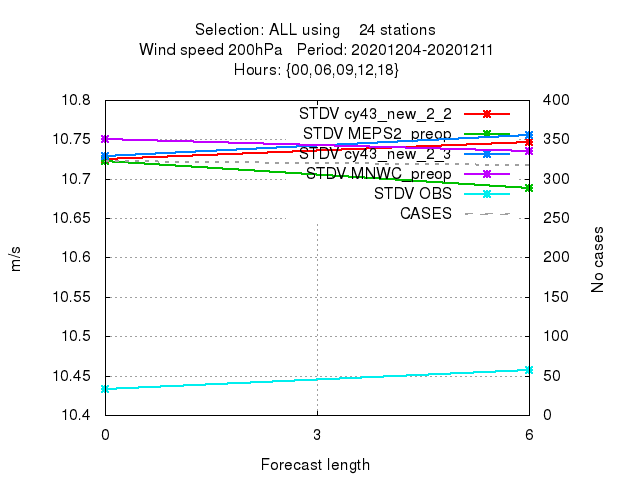 Selection: ALL using 24 stations
Wind speed 200hPa Period: 20201204-20201211
Hours: {00,06,09,12,18}
10.8
10.75
10.7
10.65
10.6
10.55
10.5
10.45
10.4
m/s
STDV cy43_new_2_2
STDV MEPS2_preop
STDV cy43_new_2_3
STDV MNWC_preop
STDV OBS
CASES
400
350
300
250
200
150
100
50
0
No cases
0 3 6
Forecast length